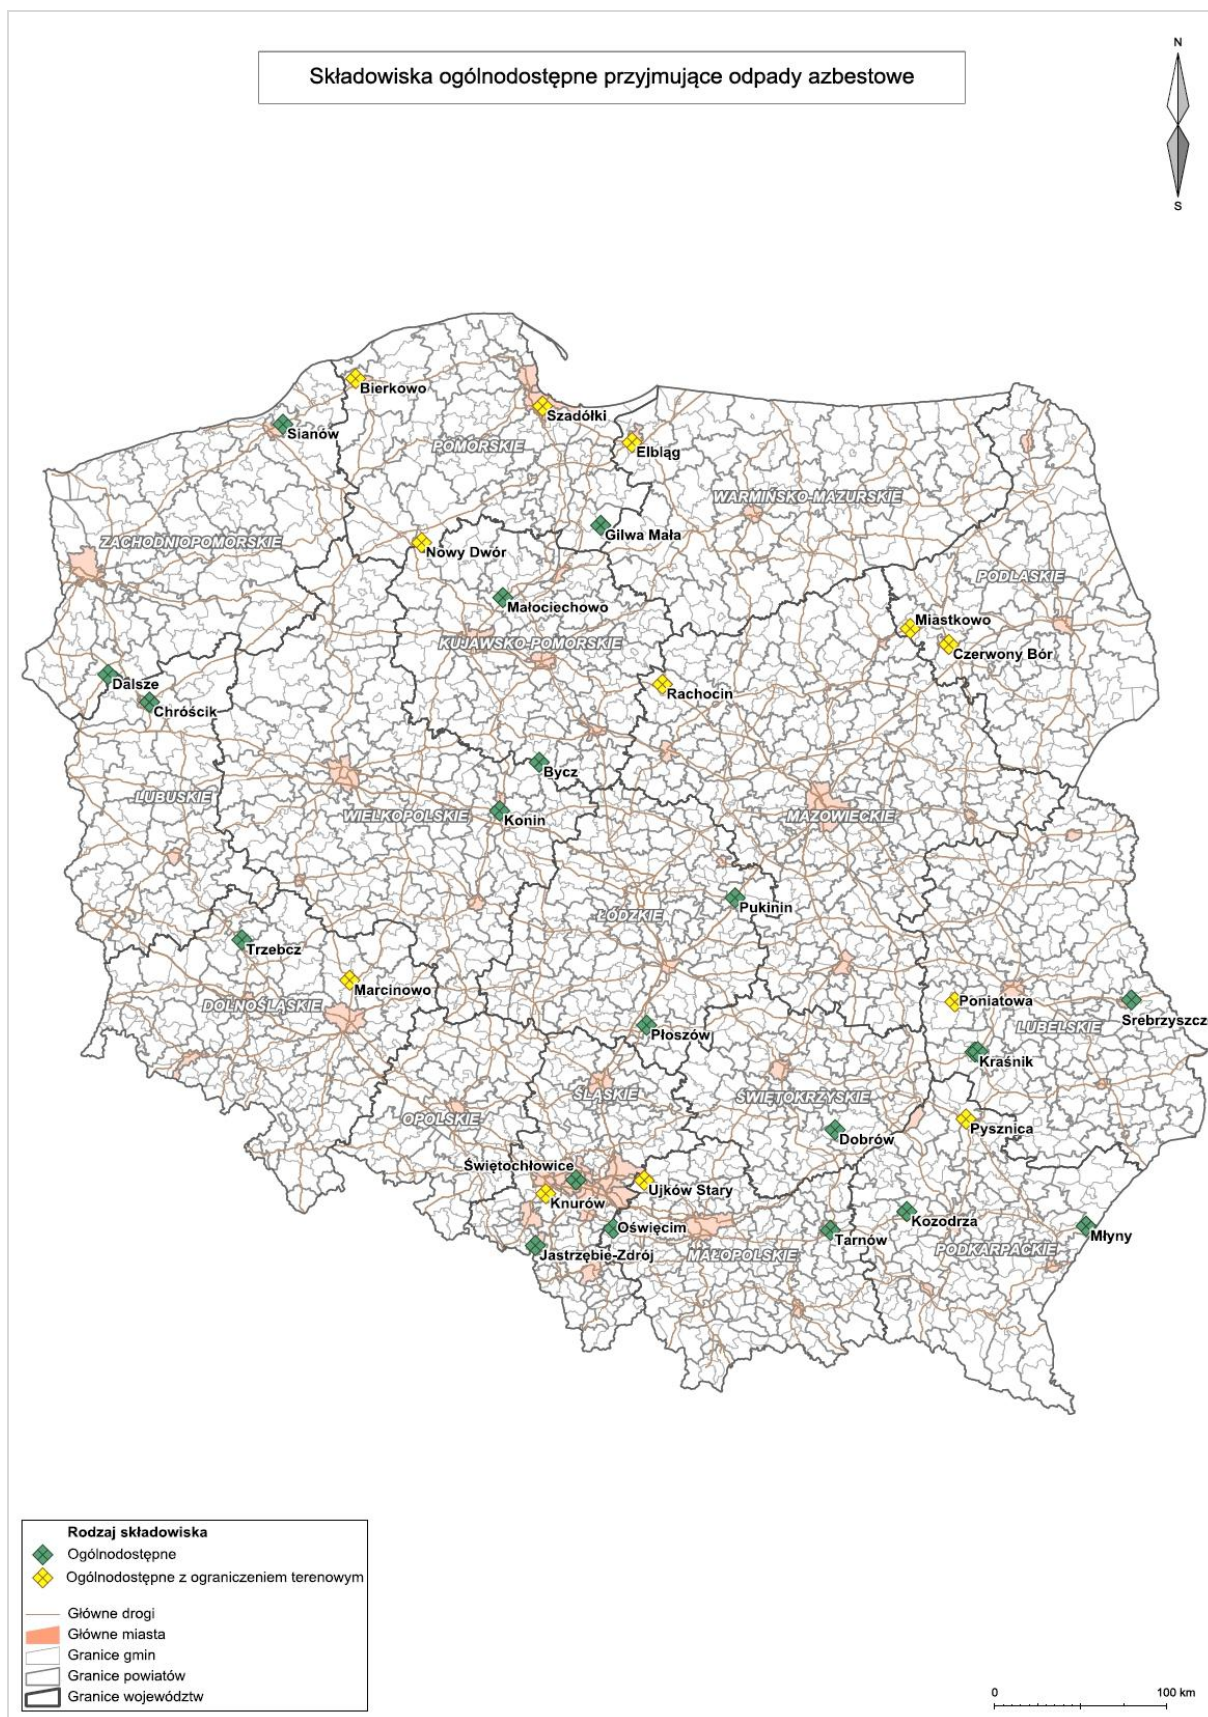 N
Składowiska ogólnodostępne przyjmujące odpady azbestowe
S
Bierkowo
Szadółki
Sianów
POMORSKIE
Elbląg
WARMIŃSKO-MAZURSKIE
Gilwa Mała
ZACHODNIOPOMORSKIE
Nowy Dwór
PODLASKIE
Małociechowo
Miastkowo
KUJAWSKO-POMORSKIE
Czerwony Bór
Dalsze
Rachocin
Chróścik
Bycz
LUBUSKIE
WIELKOPOLSKIE
Konin
MAZOWIECKIE
Pukinin
ŁÓDZKIE
Trzebcz
Marcinowo
Poniatowa
DOLNOŚLĄSKIE
Srebrzyszcze
LUBELSKIE
Płoszów
Kraśnik
ŚLĄSKIE
ŚWIĘTOKRZYSKIE
OPOLSKIE
Pysznica
Dobrów
Świętochłowice
Ujków Stary
Knurów
Kozodrza
Oświęcim
Młyny
Tarnów
Jastrzębie-Zdrój
MAŁOPOLSKIE
PODKARPACKIE
Rodzaj składowiska
Ogólnodostępne
Ogólnodostępne z ograniczeniem terenowym
Główne drogi
Główne miasta
Granice gmin
Granice powiatów
Granice województw
0 100 km